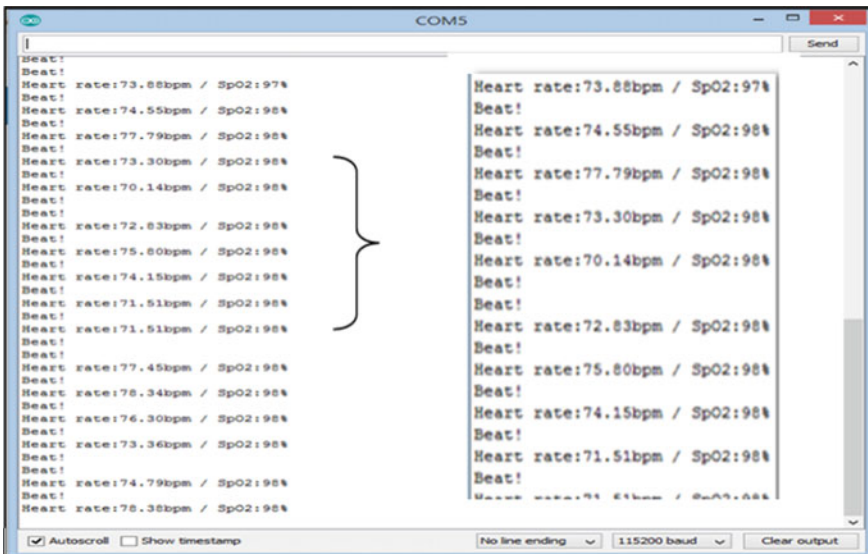 COM5
Send
Beat!
Beat!
Heart rate:73.88bpm / SpO2:97%
Beat!
Heart rate:74.55bpm / SpO2:98%
Beat!
Heart rate:77.79bpm / SpO2:98%
Beat!
Heart rate:73.30bpm / SpO2:98%
Beat!
Heart rate:70.14bpm / SpO2:98%
Beat!
Beat!
Heart rate:72.83bpm / SpO2:98%
Beat!
Heart rate:75.80bpm / SpO2:98%
Beat!
Heart rate:74.15bpm / SpO2:98%
Beat!
Heart rate:71.51bpm / SpO2:98%
Beat!
Heart rate:71.51bpm / SpO2:98%
Beat!
Beat!
Heart rate:77.45bpm / SpO2:98%
Beat!
Heart rate:78.34bpm / SpO2:98%
Beat!
Heart rate:76.30bpm / SpO2:98%
Beat!
Heart rate:73.36bpm / SpO2:98%
Beat!
Beat!
Heart rate:74.79bpm / SpO2:98%
Beat!
Heart rate:78.38bpm / SpO2:98%
Heart rate:73.88bpm / SpO2:97%
Beat!
Heart rate:74.55bpm / SpO2:98%
Beat!
Heart rate:77.79bpm / SpO2:98%
Beat!
Heart rate:73.30bpm / SpO2:98%
Beat!
Heart rate:70.14bpm / SpO2:98%
Beat!
Beat!
Heart rate:72.83bpm / SpO2:98%
Beat!
Heart rate:75.80bpm / SpO2:98%
Beat!
Heart rate:74.15bpm / SpO2:98%
Beat!
Heart rate:71.51bpm / SpO2:98%
Beat!
Heart rate:71.51bpm / SpO2:98%
Autoscroll Show timestamp No line ending 115200 baud Clear output